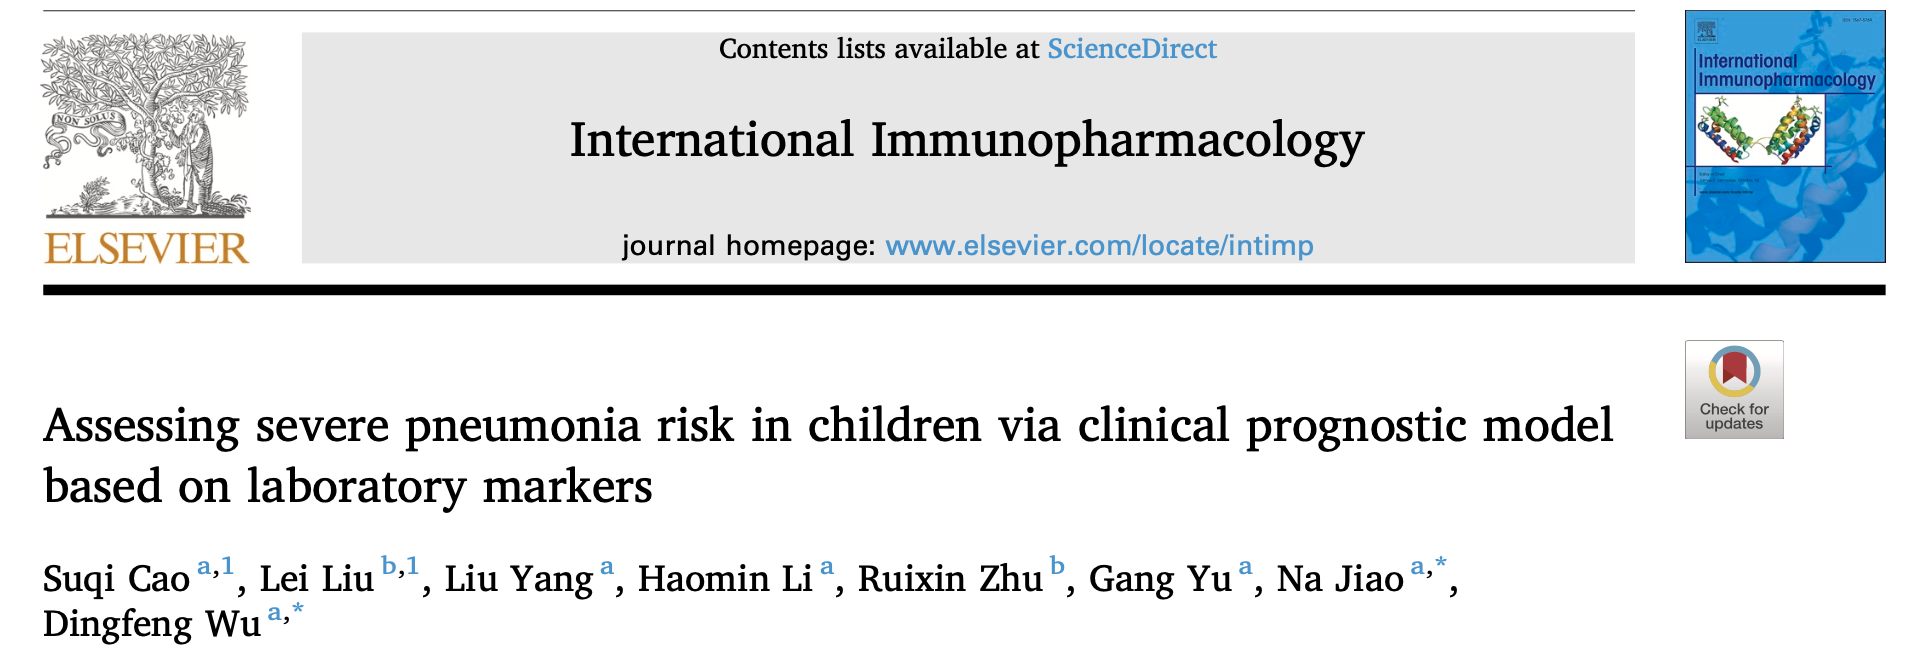 Contents lists available at ScienceDirect
International Immunopharmacology
journal homepage: www.elsevier.com/locate/intimp
NON SOLUS
ELSEVIER
ELSEVIER
International
Immunopharmacology
Check for
updates
Assessing severe pneumonia risk in children via clinical prognostic model
based on laboratory markers
Suqi Cao a,1, Lei Liu b,1, Liu Yang a, Haomin Li a, Ruixin Zhu b, Gang Yu a, Na Jiao a,*,
Dingfeng Wu a,*